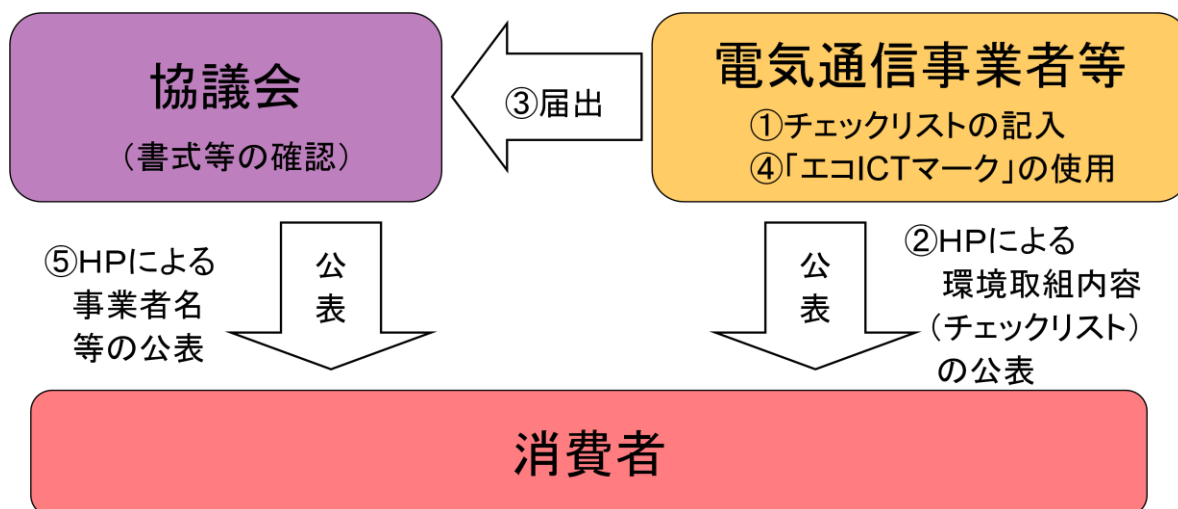 協議会
（書式等の確認）
③届出
電気通信事業者等
①チェックリストの記入
④「エコICTマーク」の使用
⑤HPによる
事業者名
等の公表
公
表
公
表
②HPによる
環境取組内容
（チェックリスト）
の公表
消費者